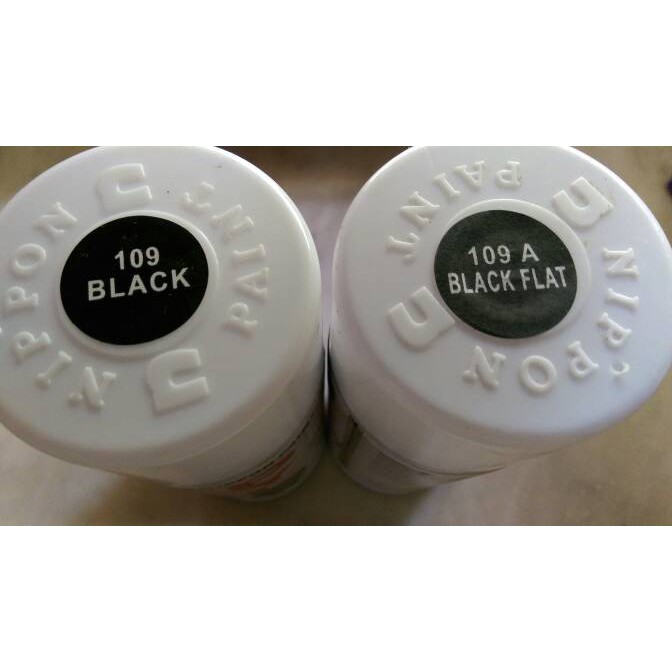 109
BLACK
NIPPON PAINT
109 A
BLACK FLAT
NIPPON PAINT